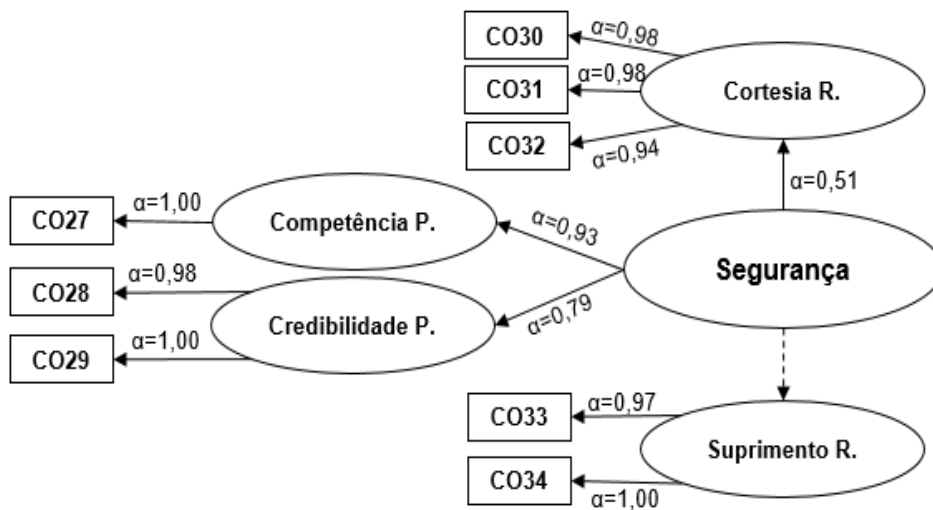 CO30
α=0,98
CO31
α=0,98
Cortesia R.
CO32
α=0,94
α=0,51
CO27
α=1,00
Competência P.
α=0,93
Segurança
CO28
α=0,98
Credibilidade P.
α=0,79
CO29
α=1,00
CO33
α=0,97
Suprimento R.
CO34
α=1,00